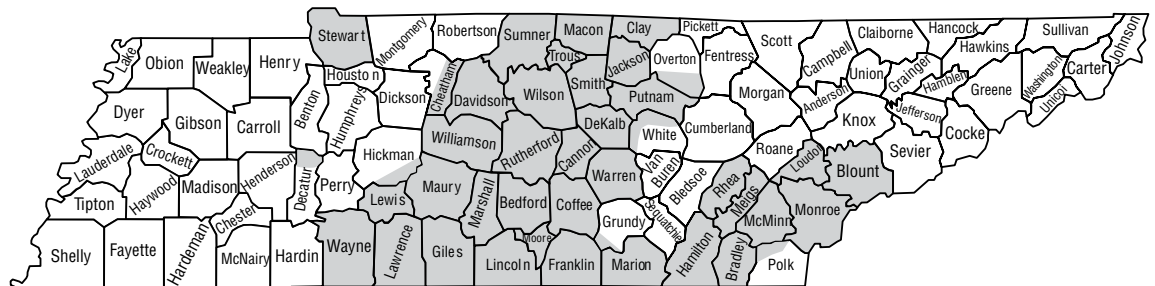 Stewart
Montgomery
Robertson
Sumner
Macon
Clay
Pickett
Scott
Claiborne
Hancock
Hawkins
Sullivan
Johnson
Lake
Obion
Weakley
Henry
Houston
Cheatham
Trous
Jackson
Overton
Fentress
Campbell
Union
Grainger
Hamblen
Washington
Carter
Unicoi
Greene
Dyer
Gibson
Carroll
Benton
Humphreys
Dickson
Davidson
Wilson
Smith
Putnam
Morgan
Anderson
Knox
Jefferson
Cocke
Lauderdale
Crockett
Henderson
Decatur
Perry
Hickman
Williamson
Rutherford
Cannon
DeKalb
White
Cumberland
Roane
Loudon
Blount
Sevier
Tipton
Haywood
Madison
Chester
Lewis
Maury
Marshall
Bedford
Coffee
Warren
Van
Buren
Bledsoe
Rhea
Meigs
McMinn
Monroe
Shelly
Fayette
Hardeman
McNairy
Hardin
Wayne
Lawrence
Giles
Lincoln
Moore
Franklin
Grundy
Sequatchie
Marion
Hamilton
Bradley
Polk